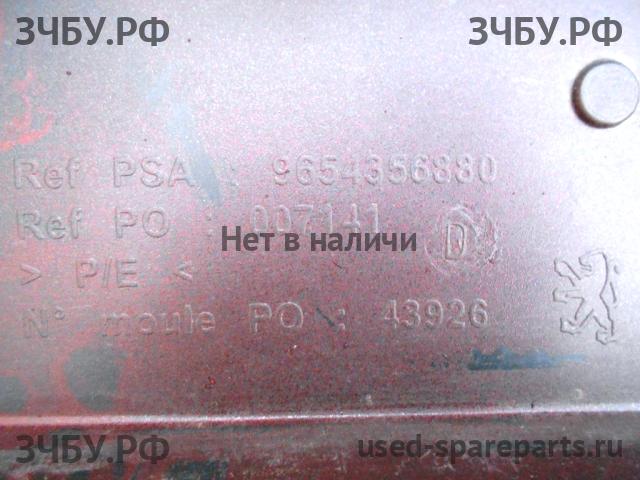 ЗЧБУ.РФ ЗЧБУ.РФ
Ref PSA : 9654356880
Ref PO : 007141
Нет в наличи
D
> P/E <
N° moule PO : 43926
ЗЧБУ.РФ used-spareparts.ru